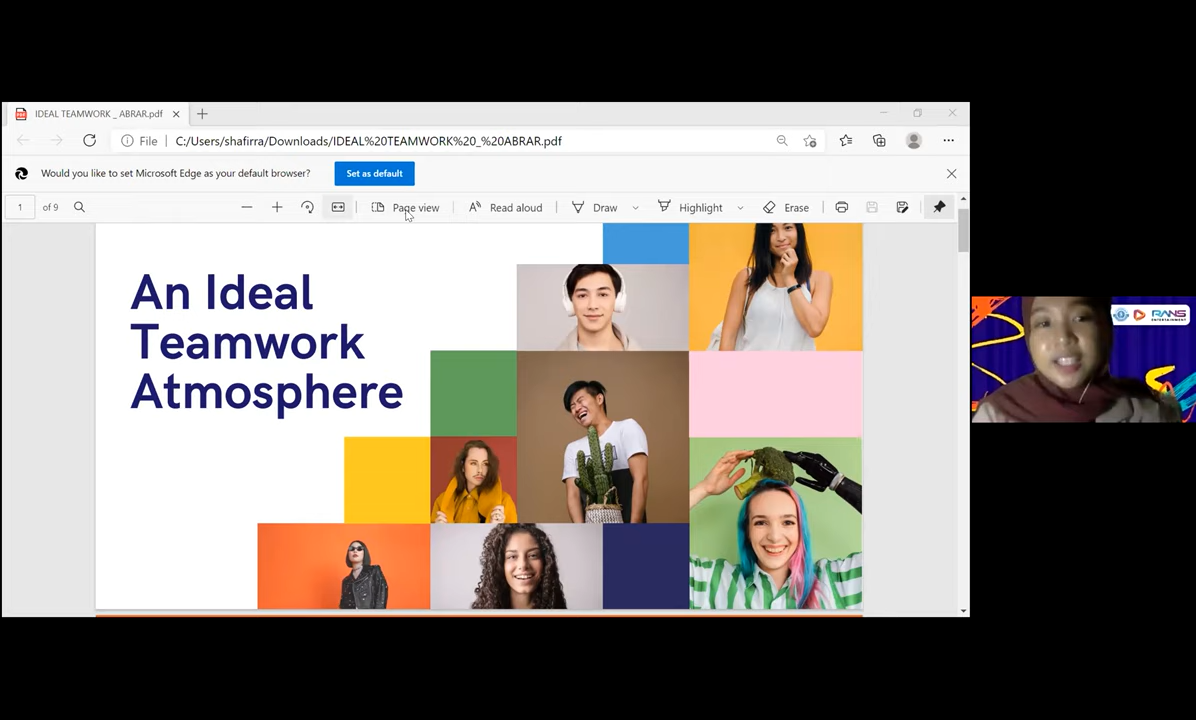 IDEAL TEAMWORK _ ABRAR.pdf
File
C:/Users/shafirra/Downloads/IDEAL%20TEAMWORK%20_%20ABRAR.pdf
Would you like to set Microsoft Edge as your default browser?
Set as default
1
of 9
Page view
Read aloud
Draw
Highlight
Erase
An Ideal
Teamwork
Atmosphere
RANS
ENTERTAINMENT